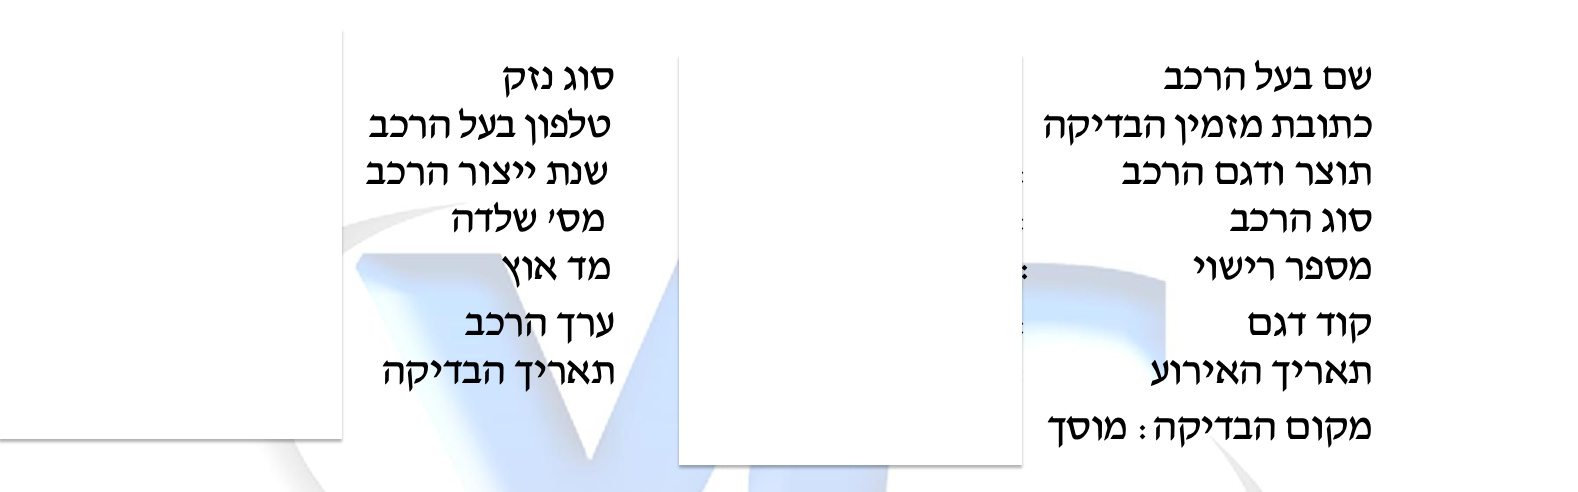 שם בעל הרכב
כתובת מזמין הבדיקה
תוצר ודגם הרכב
סוג הרכב
מספר רישוי :
קוד דגם
תאריך האירוע
מקום הבדיקה : מוסך
סוג נזק
טלפון בעל הרכב
שנת ייצור הרכב
מס' שלדה
מד אוץ
ערך הרכב
תאריך הבדיקה